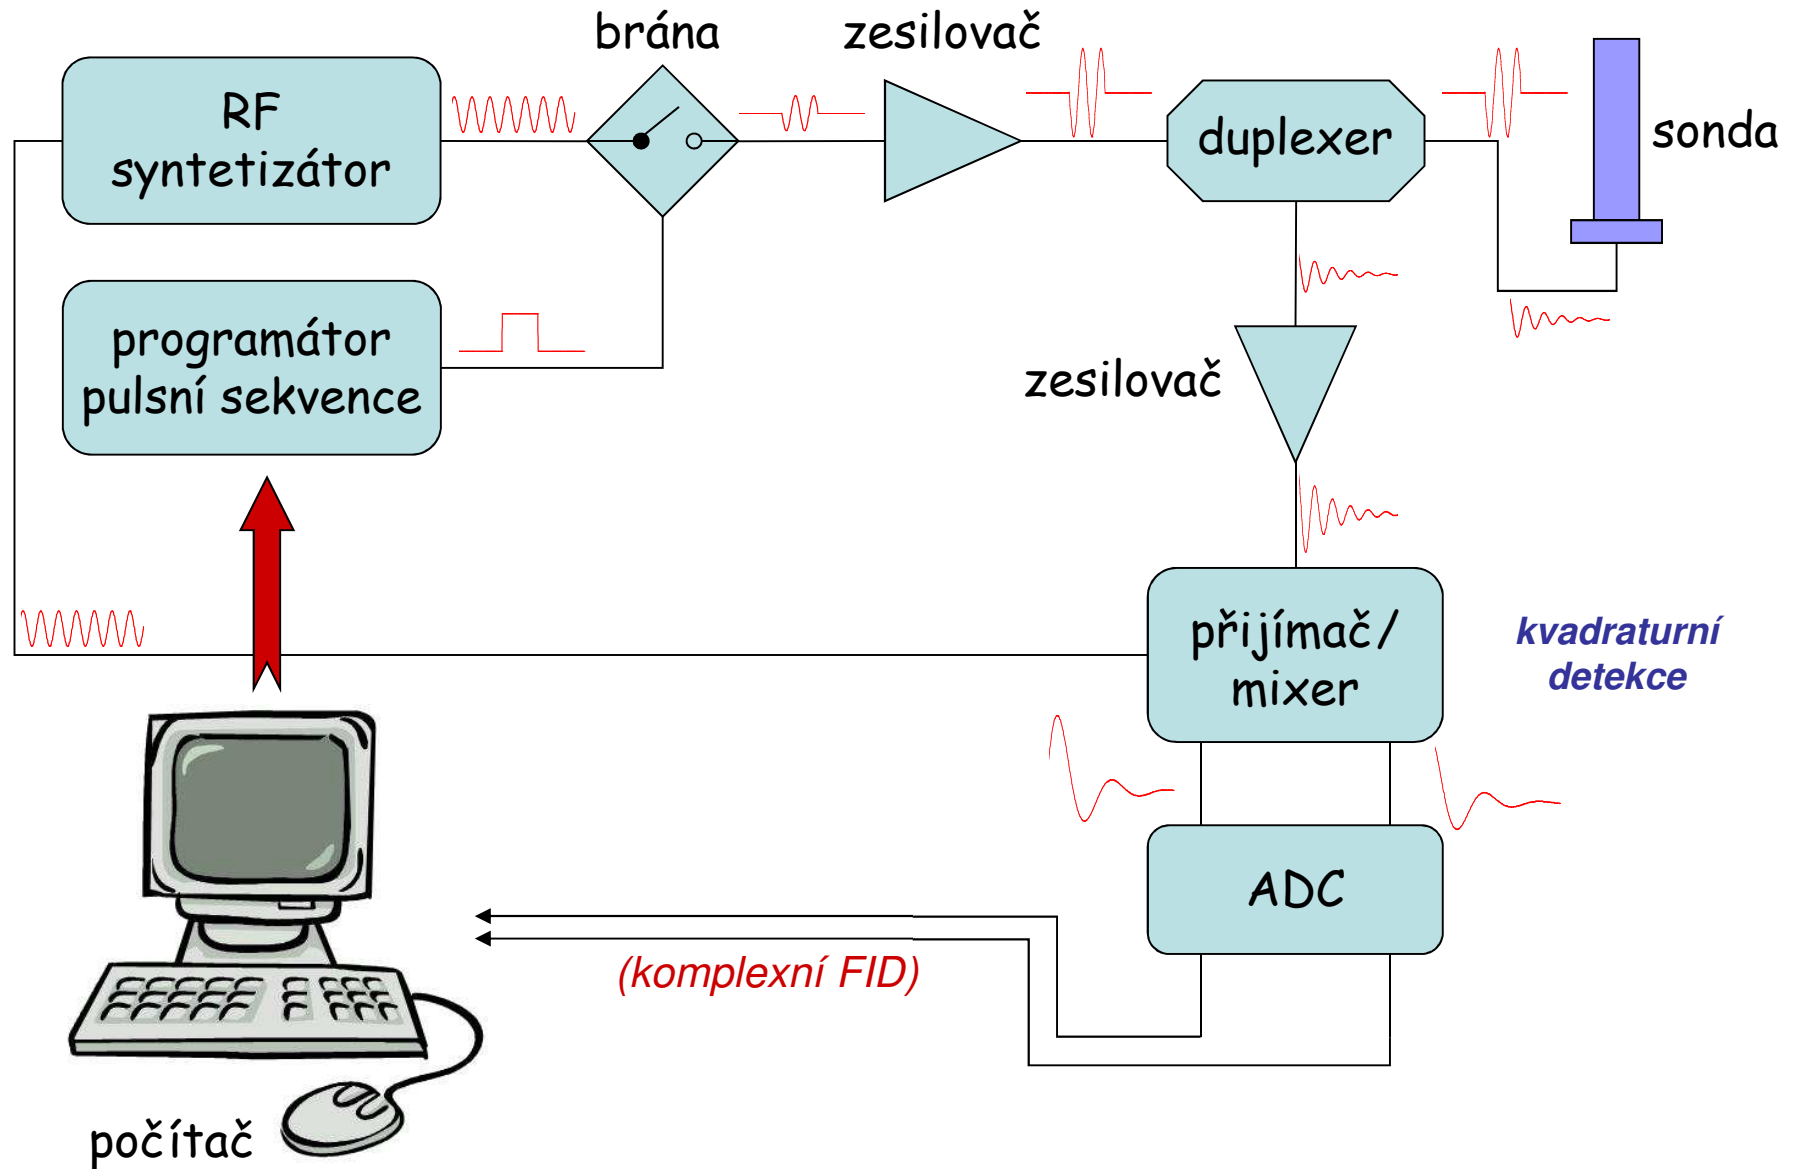 brána
zesilovač
RF
syntetizátor
duplexer
sonda
programátor
pulsní sekvence
zesilovač
přijímač/
mixer
kvadraturní
detekce
ADC
(komplexní FID)
počítač